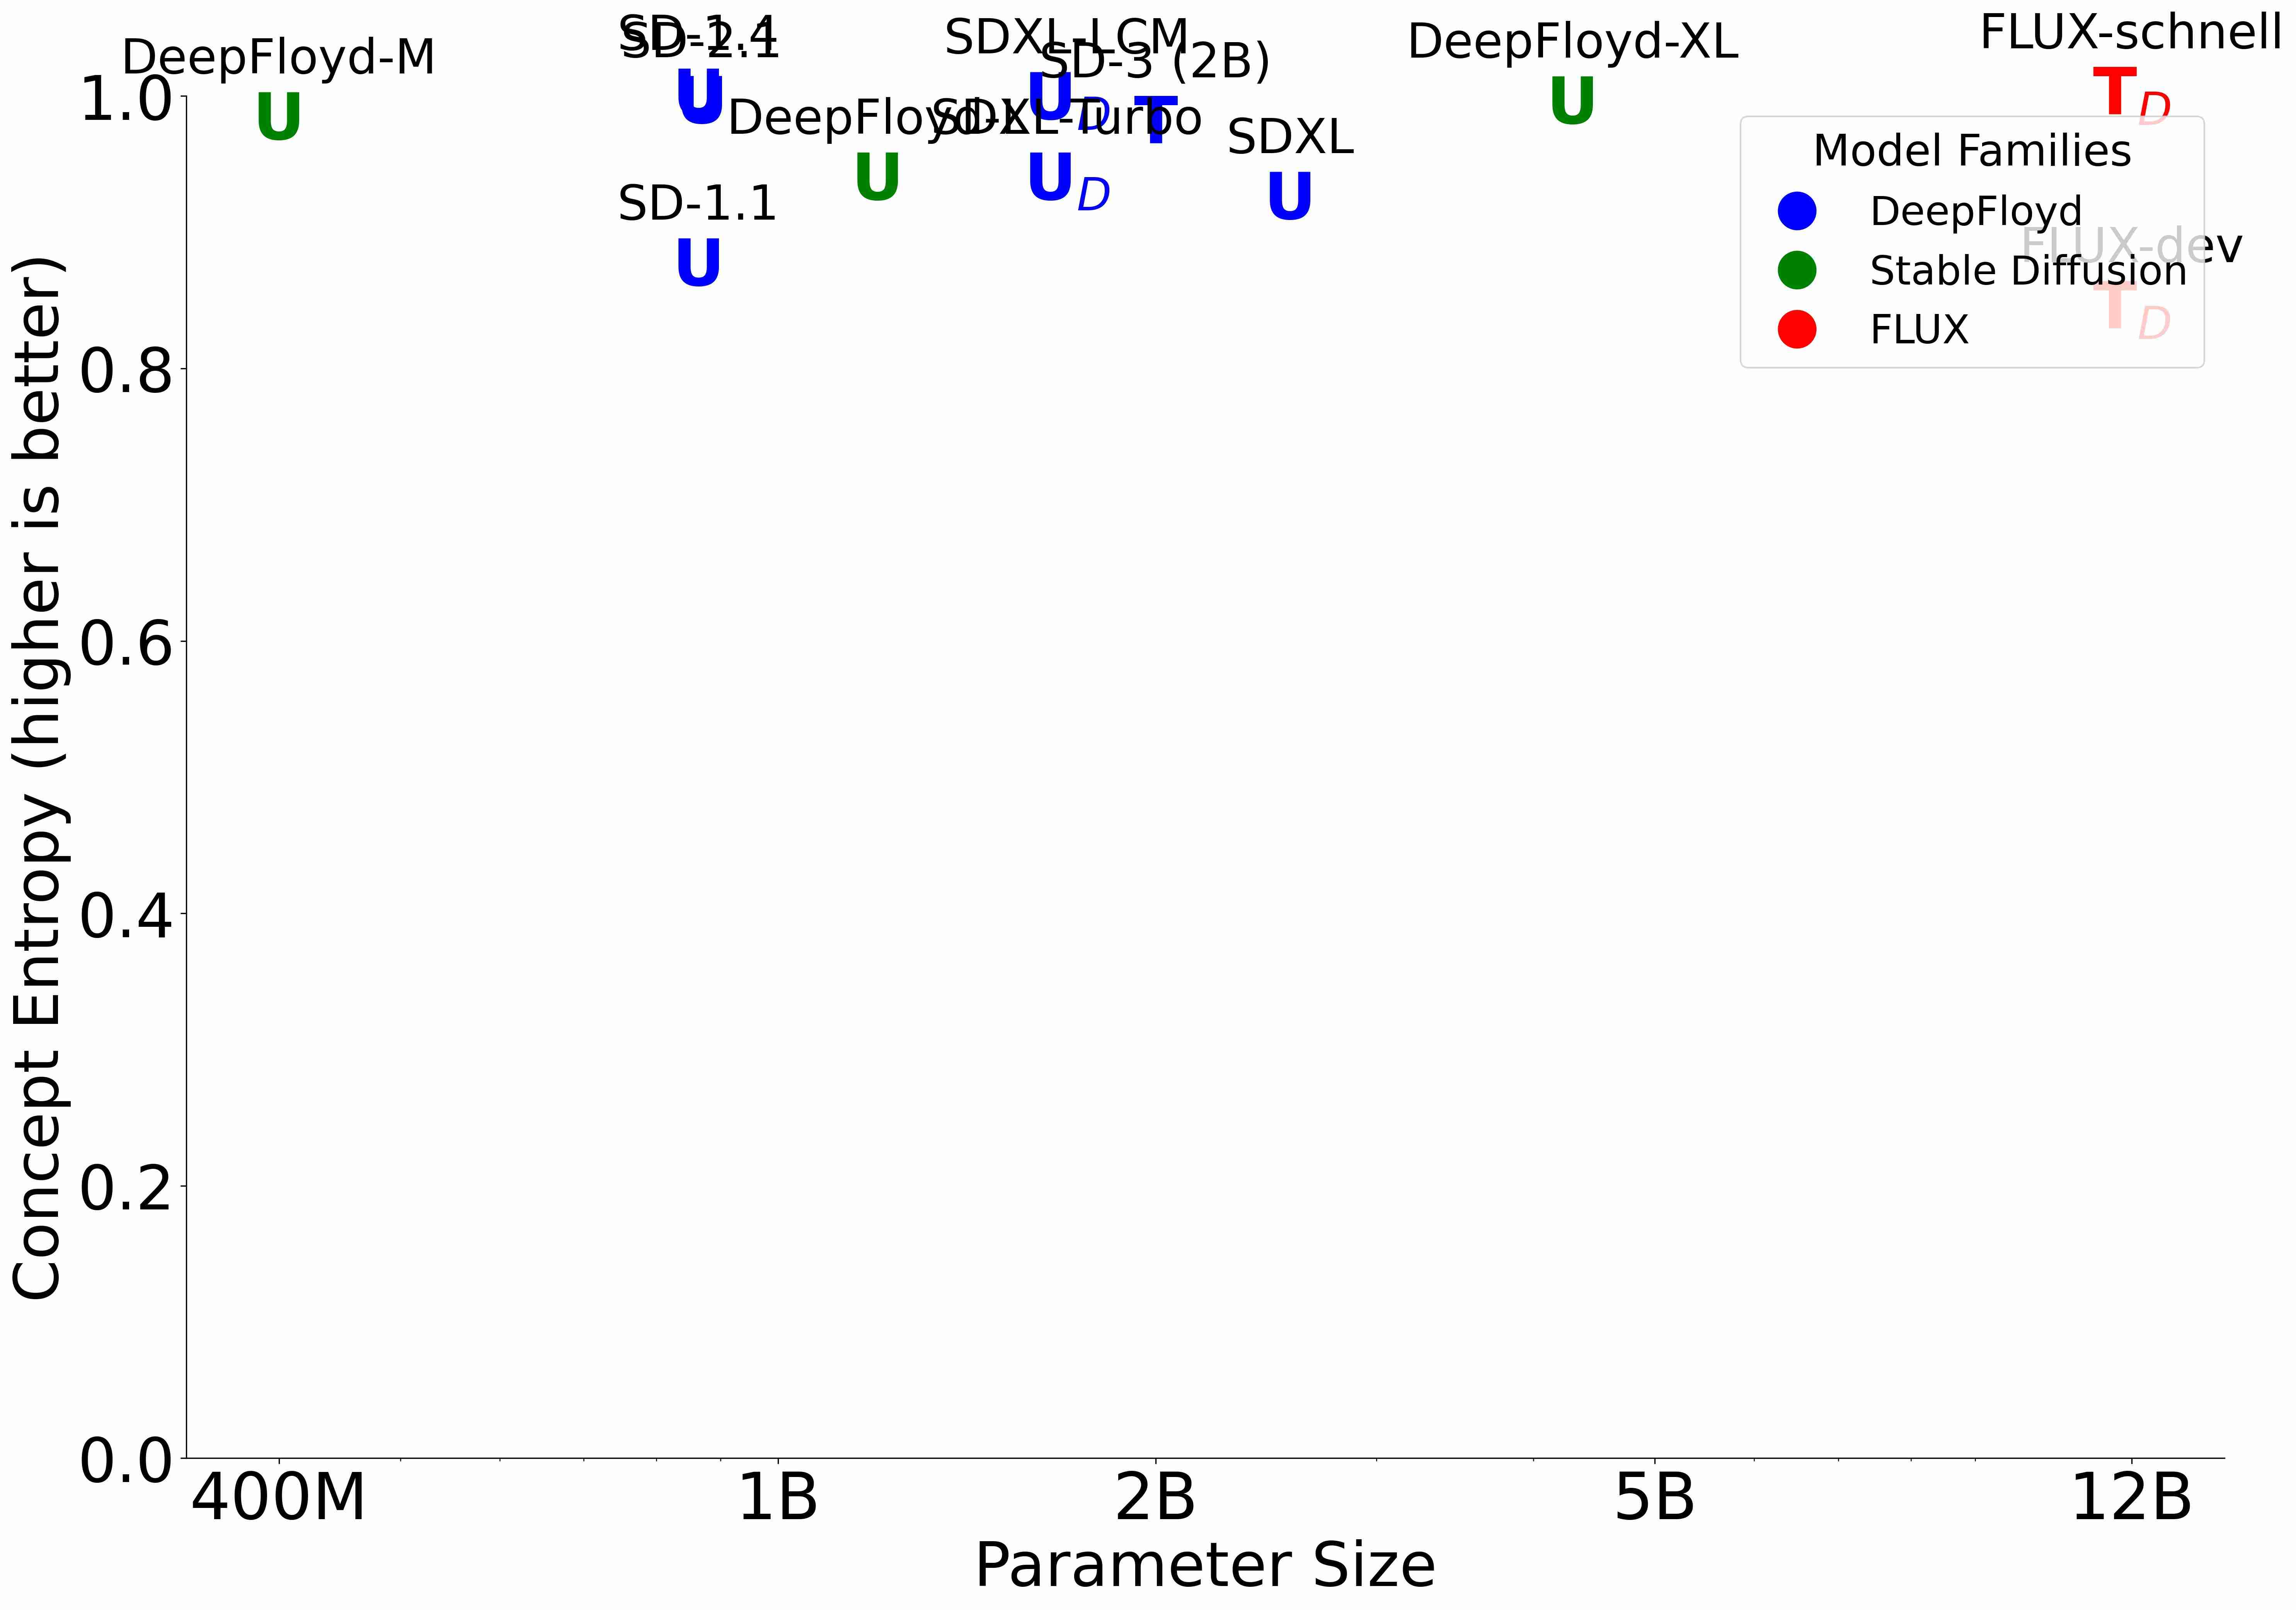 DeepFloyd-M
SD-1.4
SD-2.1
SDXL-LCM
SD-3 (2B)
DeepFloyd-XL
FLUX-schnell
U
U
U
U D
T
U
T D
DeepFloyd-L
SDXL-Turbo
SDXL
U
U D
U
SD-1.1
U
Model Families
DeepFloyd
Stable Diffusion
FLUX
FLUX-dev
T D
Concept Entropy (higher is better)
1.0
0.8
0.6
0.4
0.2
0.0
400M
1B
2B
5B
12B
Parameter Size